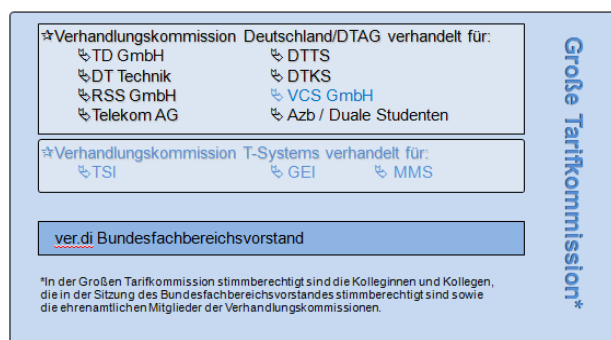 ☆Verhandlungskommission Deutschland/DTAG verhandelt für:
TD GmbH DTTS
DT Technik DTKS
RSS GmbH VCS GmbH
Telekom AG Azb / Duale Studenten
☆Verhandlungskommission T-Systems verhandelt für:
TSI GEI MMS
ver.di Bundesfachbereichsvorstand
*In der Großen Tarifkommission stimmberechtigt sind die Kolleginnen und Kollegen,
die in der Sitzung des Bundesfachbereichsvorstandes stimmberechtigt sind sowie
die ehrenamtlichen Mitglieder der Verhandlungskommissionen.
Große Tarifkommission*